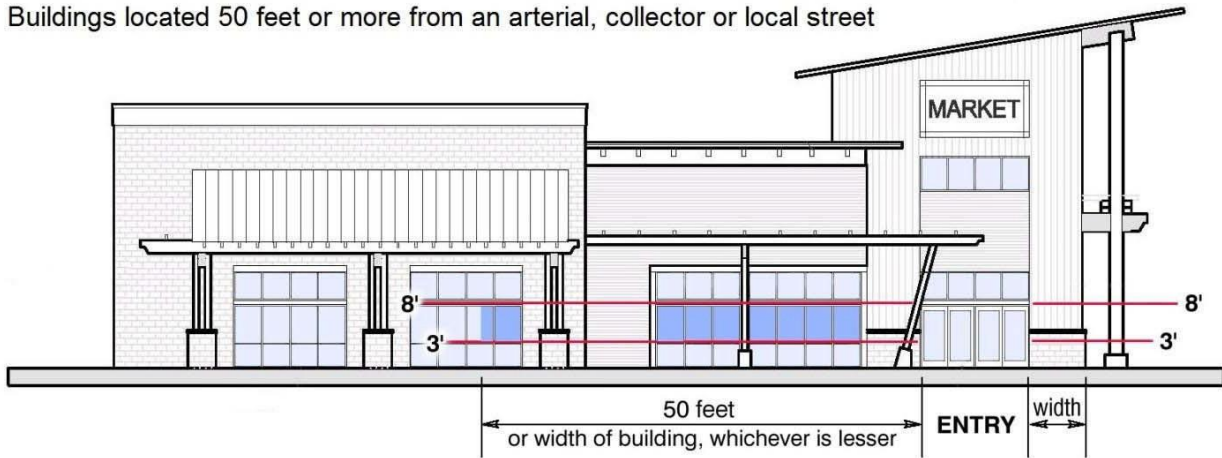 Buildings located 50 feet or more from an arterial, collector or local street
MARKET
8'
8'
3'
3'
50 feet
or width of building, whichever is lesser
ENTRY
width